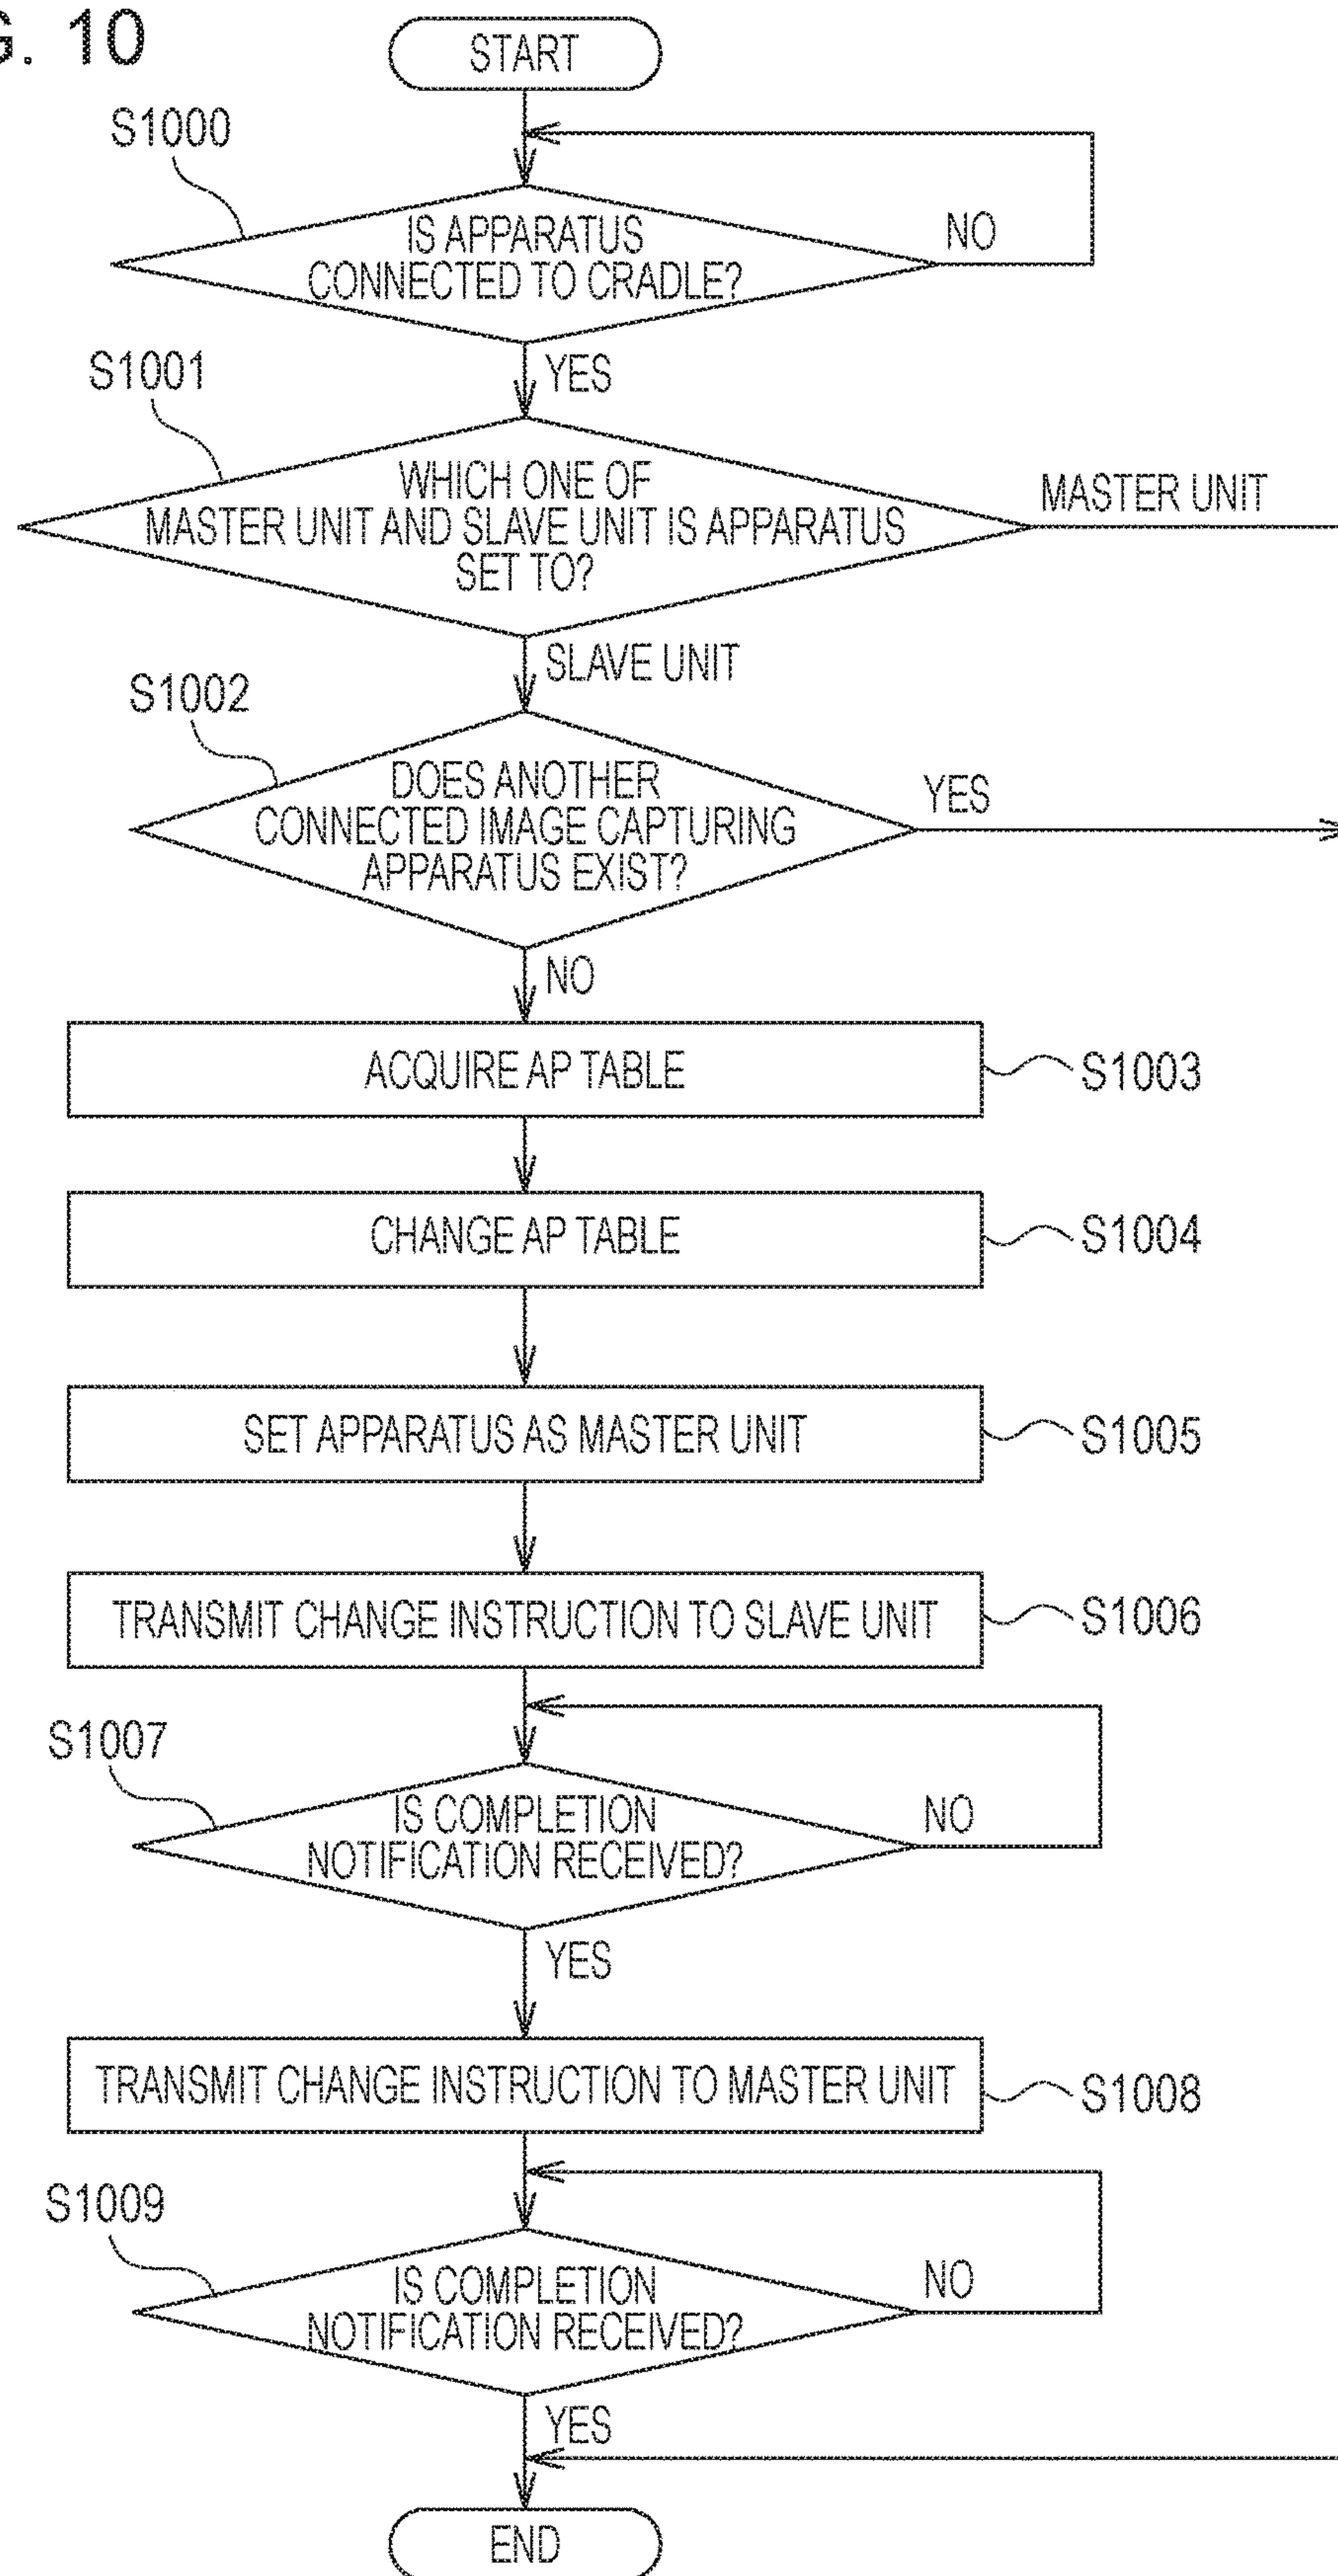 G. 10
START
S1000
IS APPARATUS
CONNECTED TO CRADLE?
NO
YES
S1001
WHICH ONE OF
MASTER UNIT AND SLAVE UNIT IS APPARATUS
SET TO?
MASTER UNIT
SLAVE UNIT
S1002
DOES ANOTHER
CONNECTED IMAGE CAPTURING
APPARATUS EXIST?
YES
NO
ACQUIRE AP TABLE
S1003
CHANGE AP TABLE
S1004
SET APPARATUS AS MASTER UNIT
S1005
TRANSMIT CHANGE INSTRUCTION TO SLAVE UNIT
S1006
S1007
IS COMPLETION
NOTIFICATION RECEIVED?
NO
YES
TRANSMIT CHANGE INSTRUCTION TO MASTER UNIT
S1008
S1009
IS COMPLETION
NOTIFICATION RECEIVED?
NO
YES
END